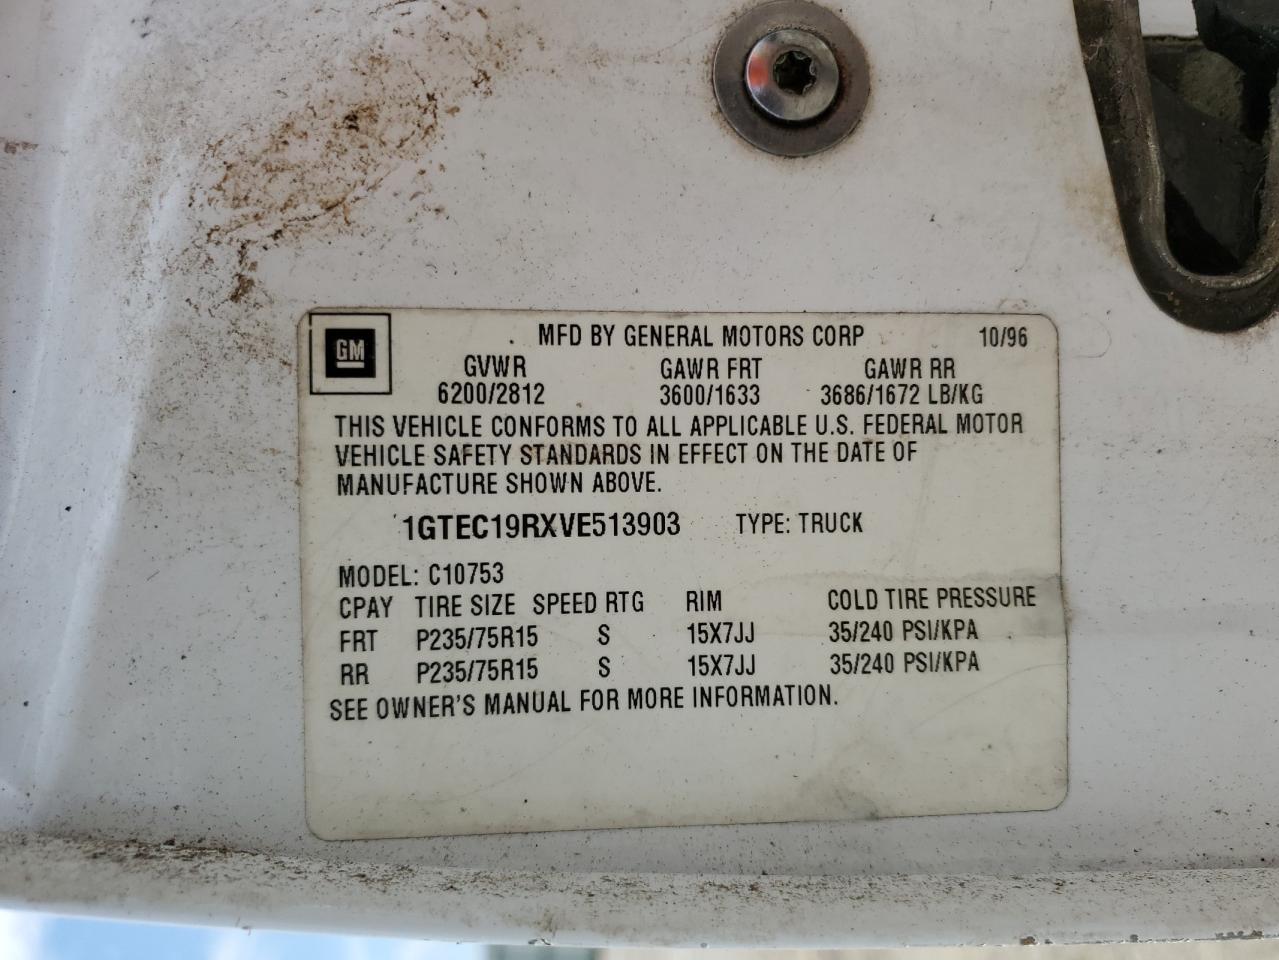 MFD BY GENERAL MOTORS CORP 10/96
GM
GVWR GAWR FRT GAWR RR
6200/2812 3600/1633 3686/1672 LB/KG
THIS VEHICLE CONFORMS TO ALL APPLICABLE U.S. FEDERAL MOTOR
VEHICLE SAFETY STANDARDS IN EFFECT ON THE DATE OF
MANUFACTURE SHOWN ABOVE.
1GTEC19RXVE513903 TYPE: TRUCK
MODEL: C10753
CPAY TIRE SIZE SPEED RTG RIM COLD TIRE PRESSURE
FRT P235/75R15 S 15X7JJ 35/240 PSI/KPA
RR P235/75R15 S 15X7JJ 35/240 PSI/KPA
SEE OWNER'S MANUAL FOR MORE INFORMATION.